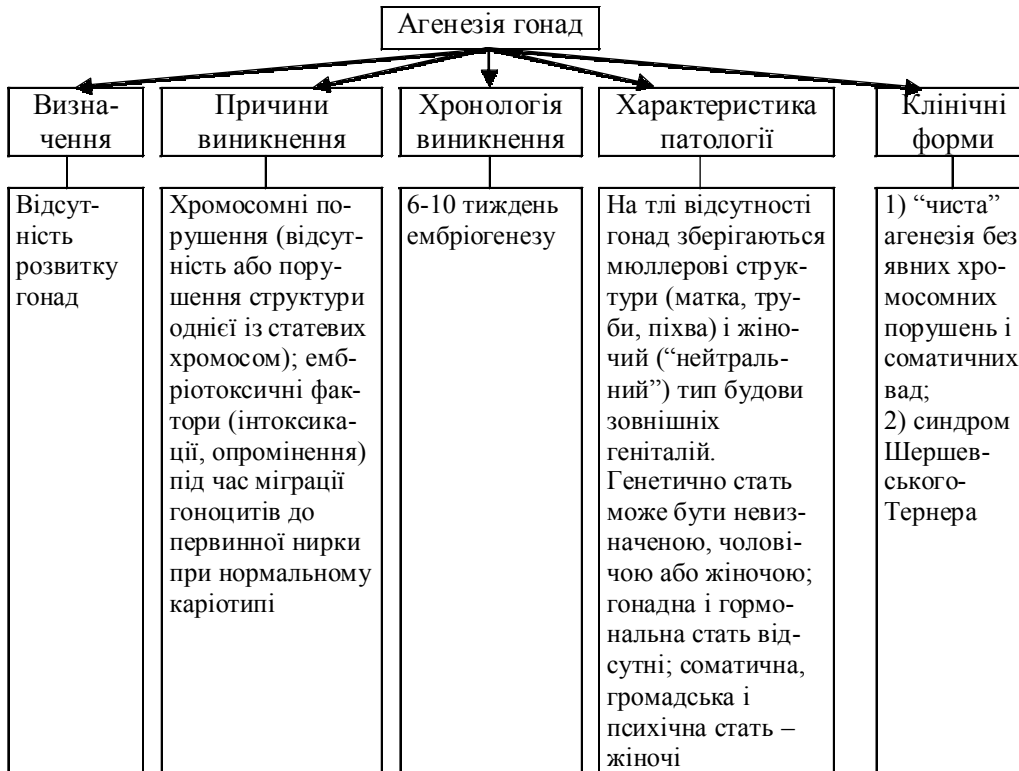 Агенезія гонад
Визна-
чення
Причини
виникнення
Хронологія
виникнення
Характеристика
патології
Клінічні
форми
Відсут-
ність
розвитку
гонад
Хромосомні по-
рушення (відсут-
ність або пору-
шення структури
однієї із статевих
хромосом); емб-
ріотоксичні фак-
тори (інтоксика-
ції, опромінення)
під час міграції
гоноцитів до
первинної нирки
при нормальному
каріотипі
6-10 тиждень
ембріогенезу
На тлі відсутності
гонад зберігаються
мюллерові струк-
тури (матка, тру-
би, піхва) і жіно-
чий (“нейтраль-
ний”) тип будови
зовнішніх
геніталій.
Генетично стать
може бути невиз-
наченою, чолові-
чою або жіночою;
гонадна і гормо-
нальна стать від-
сутні; соматична,
громадська і
психічна стать –
жіночі
1) “чиста”
агенезія без
явних хро-
мосомних
порушень і
соматичних
вад;
2) синдром
Шершев-
ського-
Тернера